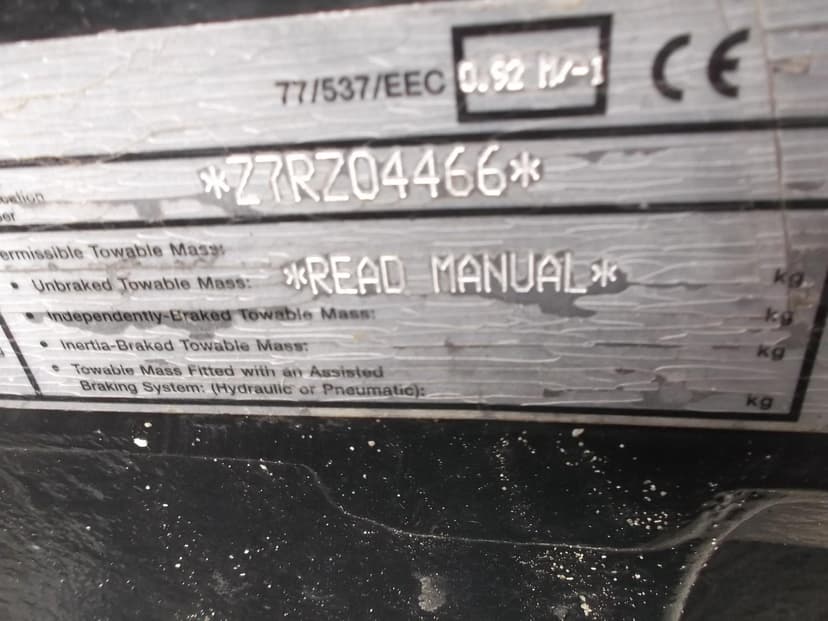 77/537/EEC 0.92 M/-1 CE
*Z7RZ04466*
ermissible Towable Mass:
• Unbraked Towable Mass: *READ MANUAL* kg
• Independently-Braked Towable Mass: kg
• Inertia-Braked Towable Mass: kg
• Towable Mass Fitted with an Assisted
Braking System: (Hydraulic or Pneumatic): kg